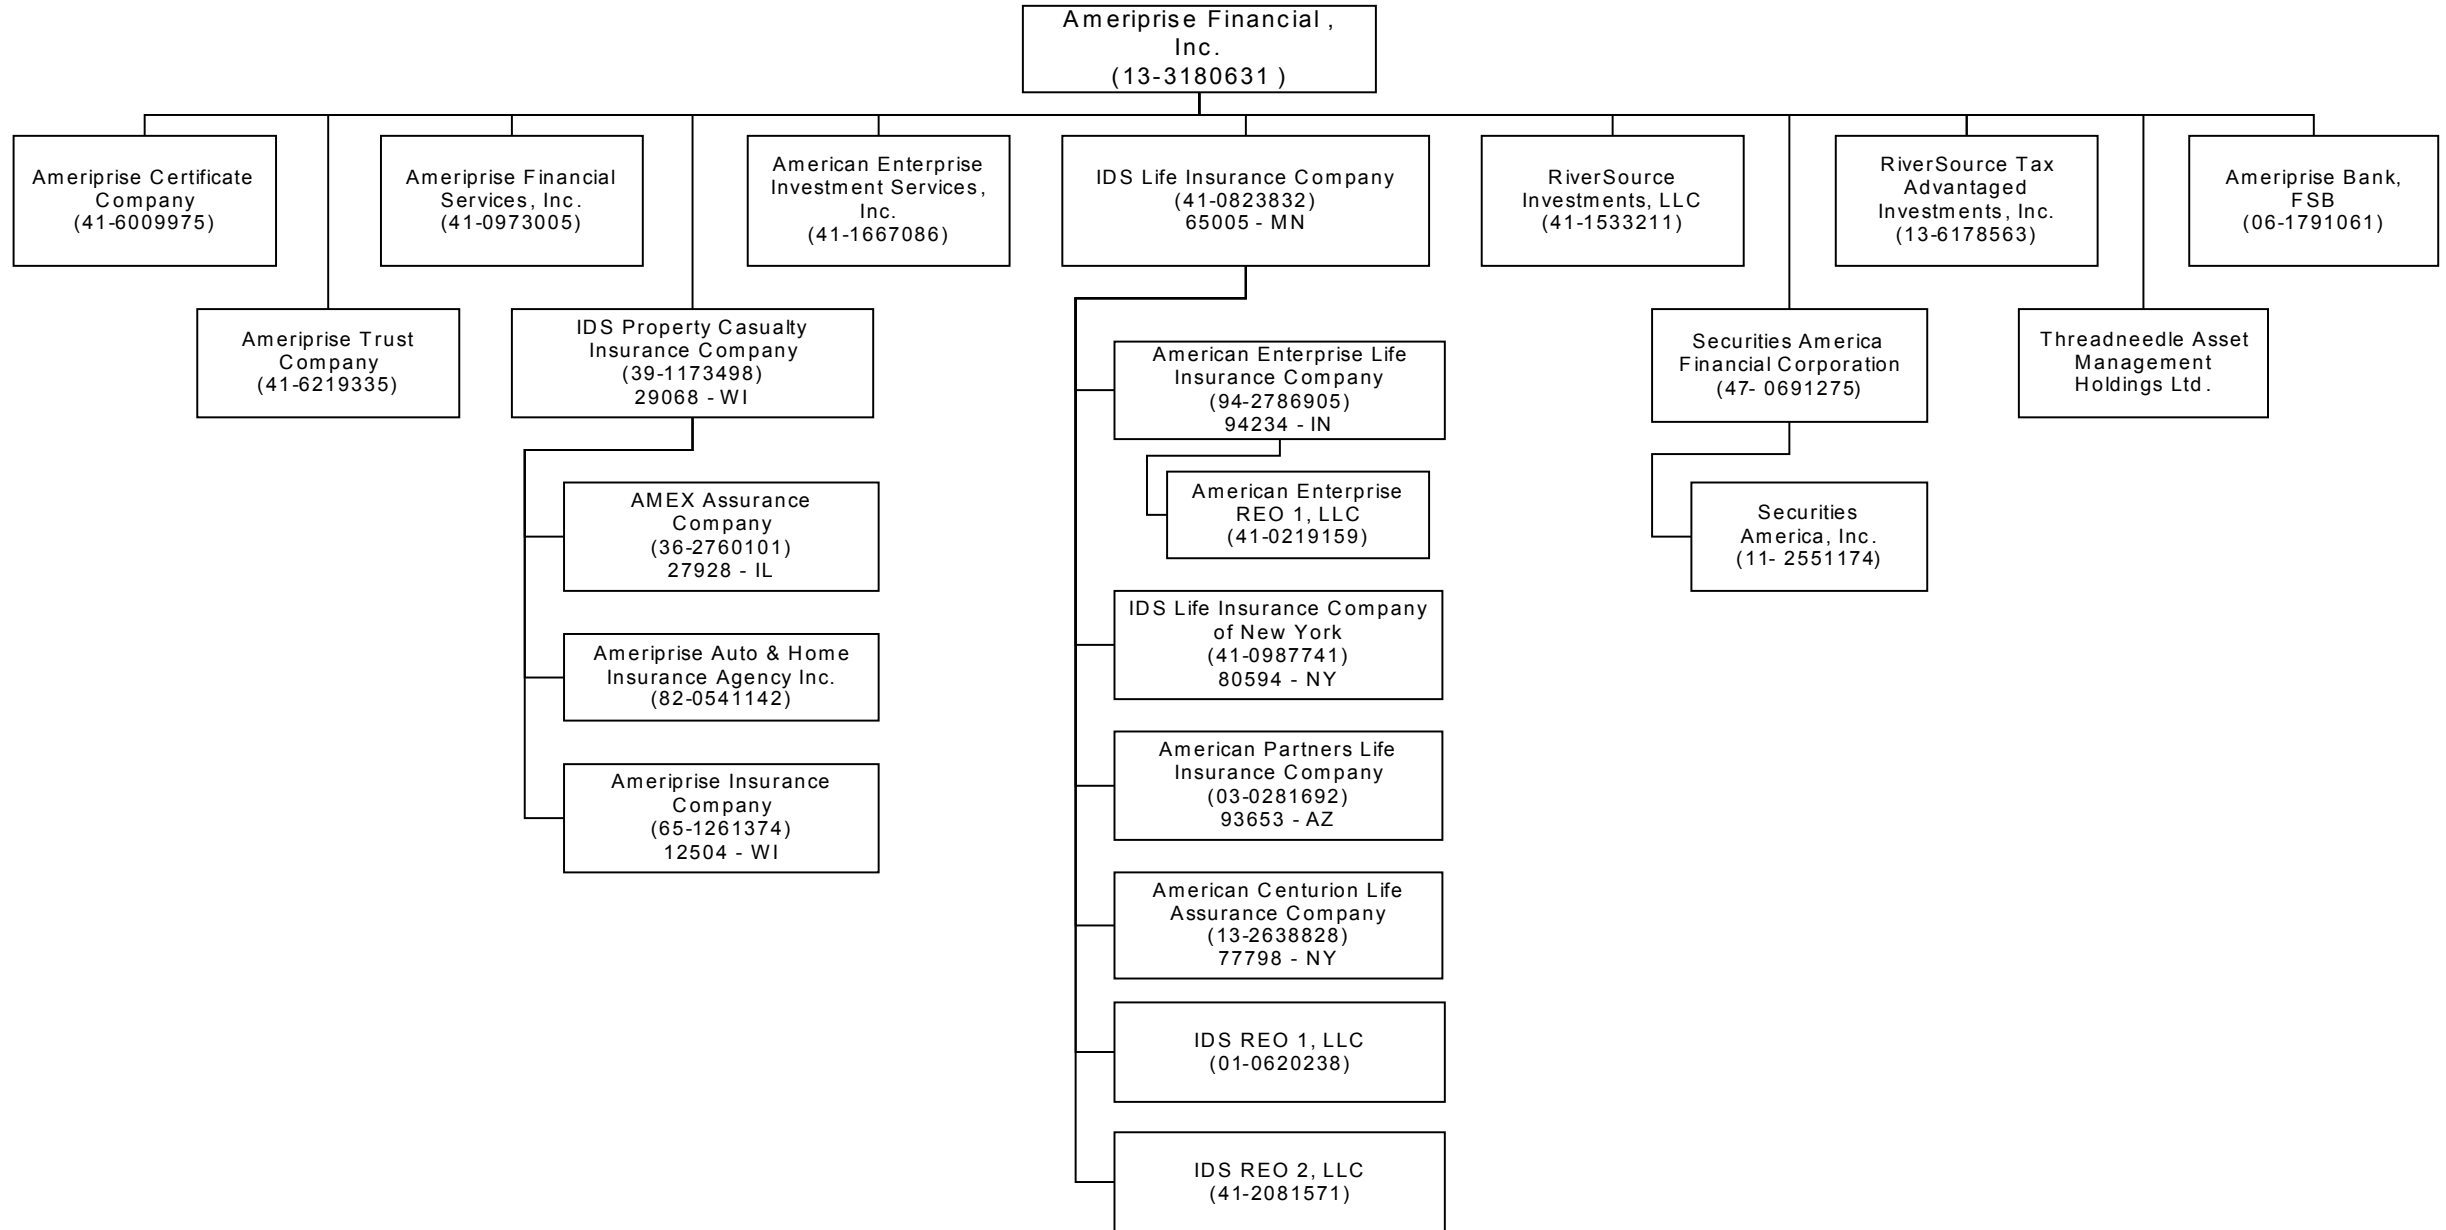 Ameriprise Financial ,
Inc.
(13-3180631 )
Ameriprise Certificate
Company
(41-6009975)
Ameriprise Financial
Services, Inc.
(41-0973005)
American Enterprise
Investment Services,
Inc.
(41-1667086)
IDS Life Insurance Company
(41-0823832)
65005 - MN
RiverSource
Investments, LLC
(41-1533211)
RiverSource Tax
Advantaged
Investments, Inc.
(13-6178563)
Ameriprise Bank,
FSB
(06-1791061)
Ameriprise Trust
Company
(41-6219335)
IDS Property Casualty
Insurance Company
(39-1173498)
29068 - WI
Securities America
Financial Corporation
(47- 0691275)
Threadneedle Asset
Management
Holdings Ltd.
AMEX Assurance
Company
(36-2760101)
27928 - IL
Ameriprise Auto & Home
Insurance Agency Inc.
(82-0541142)
Ameriprise Insurance
Company
(65-1261374)
12504 - WI
American Enterprise Life
Insurance Company
(94-2786905)
94234 - IN
American Enterprise
REO 1, LLC
(41-0219159)
IDS Life Insurance Company
of New York
(41-0987741)
80594 - NY
American Partners Life
Insurance Company
(03-0281692)
93653 - AZ
American Centurion Life
Assurance Company
(13-2638828)
77798 - NY
IDS REO 1, LLC
(01-0620238)
IDS REO 2, LLC
(41-2081571)
Securities
America, Inc.
(11- 2551174)